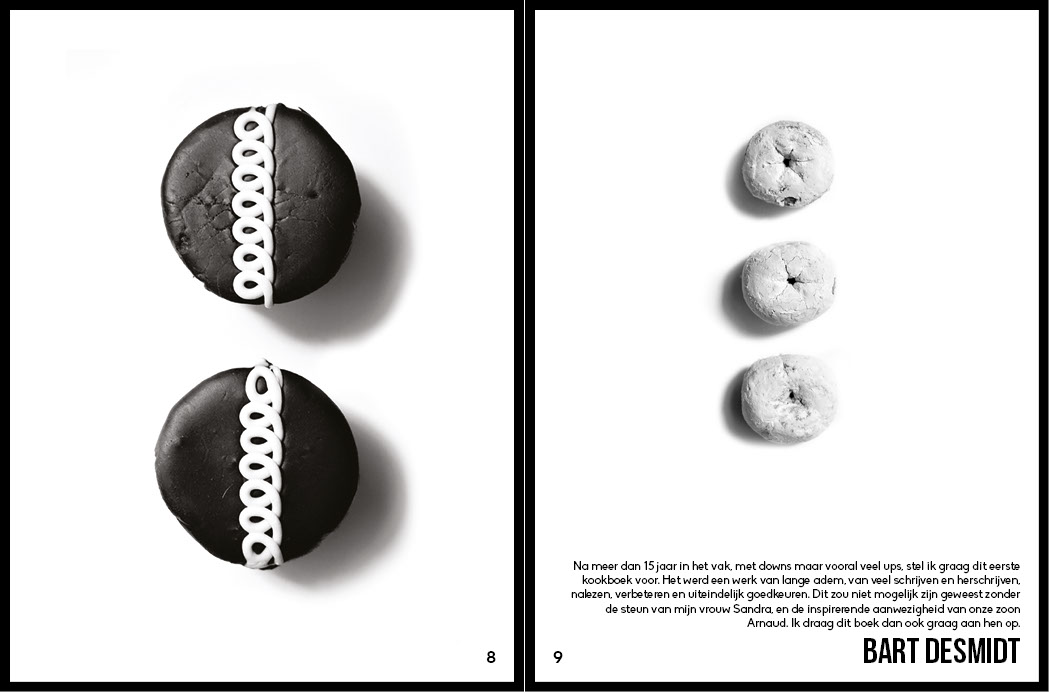 8
Na meer dan 15 jaar in het vak, met downs maar vooral veel ups, stel ik graag dit eerste
kookboek voor. Het werd een werk van lange adem, van veel schrijven en herschrijven,
nalezen, verbeteren en uiteindelijk goedkeuren. Dit zou niet mogelijk zijn geweest zonder
de steun van mijn vrouw Sandra, en de inspirerende aanwezigheid van onze zoon
Arnaud. Ik draag dit boek dan ook graag aan hen op.
BART DESMIDT
9